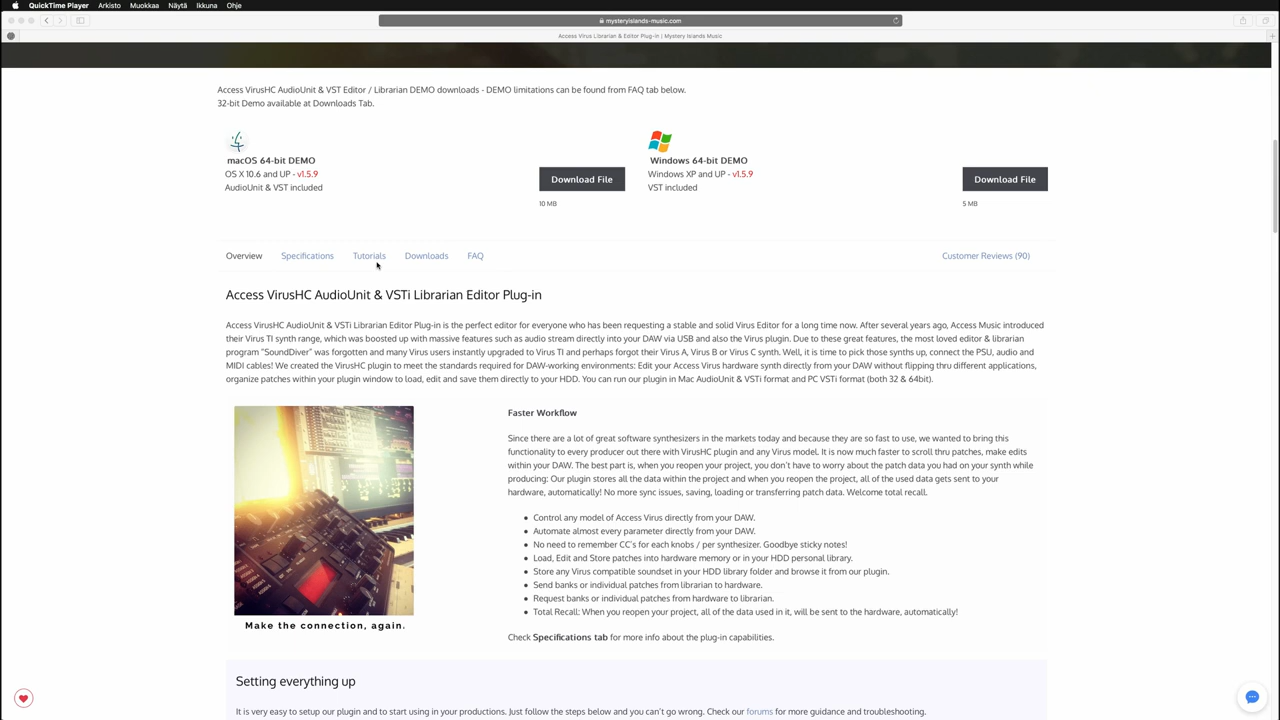 QuickTime Player Arkisto Muokkaa Näytä Ikkuna Ohje
mysteryislands-music.com
Access Virus Librarian & Editor Plug-in | Mystery Islands Music
Access VirusHC AudioUnit & VST Editor / Librarian DEMO downloads - DEMO limitations can be found from FAQ tab below.
32-bit Demo available at Downloads Tab.
macOS 64-bit DEMO
OS X 10.6 and UP - v1.5.9
AudioUnit & VST included
Download File
10 MB
Windows 64-bit DEMO
Windows XP and UP - v1.5.9
VST included
Download File
5 MB
Overview Specifications Tutorials Downloads FAQ Customer Reviews (90)
Access VirusHC AudioUnit & VSTi Librarian Editor Plug-in
Access VirusHC AudioUnit & VSTi Librarian Editor Plug-in is the perfect editor for everyone who has been requesting a stable and solid Virus Editor for a long time now. After several years ago, Access Music introduced
their Virus TI synth range, which was boosted up with massive features such as audio stream directly into your DAW via USB and also the Virus plugin. Due to these great features, the most loved editor & librarian
program "SoundDiver" was forgotten and many Virus users instantly upgraded to Virus TI and perhaps forgot their Virus A, Virus B or Virus C synth. Well, it is time to pick those synths up, connect the PSU, audio and
MIDI cables! We created the VirusHC plugin to meet the standards required for DAW-working environments: Edit your Access Virus hardware synth directly from your DAW without flipping thru different applications,
organize patches within your plugin window to load, edit and save them directly to your HDD. You can run our plugin in Mac AudioUnit & VSTi format and PC VSTi format (both 32 & 64bit).
Make the connection, again.
Faster Workflow
Since there are a lot of great software synthesizers in the markets today and because they are so fast to use, we wanted to bring this
functionality to every producer out there with VirusHC plugin and any Virus model. It is now much faster to scroll thru patches, make edits
within your DAW. The best part is, when you reopen your project, you don't have to worry about the patch data you had on your synth while
producing: Our plugin stores all the data within the project and when you reopen the project, all of the used data gets sent to your
hardware, automatically! No more sync issues, saving, loading or transferring patch data. Welcome total recall.
Control any model of Access Virus directly from your DAW.
Automate almost every parameter directly from your DAW.
No need to remember CC's for each knobs / per synthesizer. Goodbye sticky notes!
Load, Edit and Store patches into hardware memory or in your HDD personal library.
Store any Virus compatible soundset in your HDD library folder and browse it from our plugin.
Send banks or individual patches from librarian to hardware.
Request banks or individual patches from hardware to librarian.
Total Recall: When you reopen your project, all of the data used in it, will be sent to the hardware, automatically!
Check Specifications tab for more info about the plug-in capabilities.
Setting everything up
It is very easy to setup our plugin and to start using in your productions. Just follow the steps below and you can't go wrong. Check our forums for more guidance and troubleshooting.